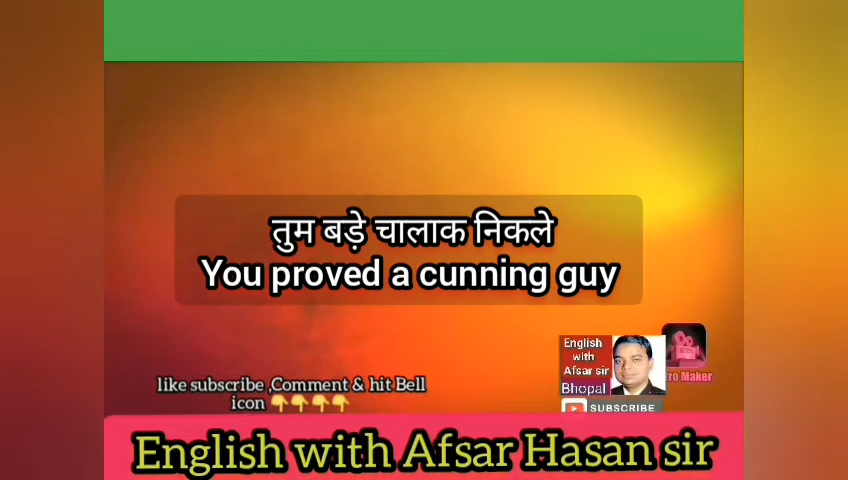 तुम बड़े चालाक निकले
You proved a cunning guy
English
with
Afsar sir
Bhopal
tro Maker
SUBSCRIBE
like subscribe ,Comment & hit Bell
icon 👇👇👇👇
English with Afsar Hasan sir